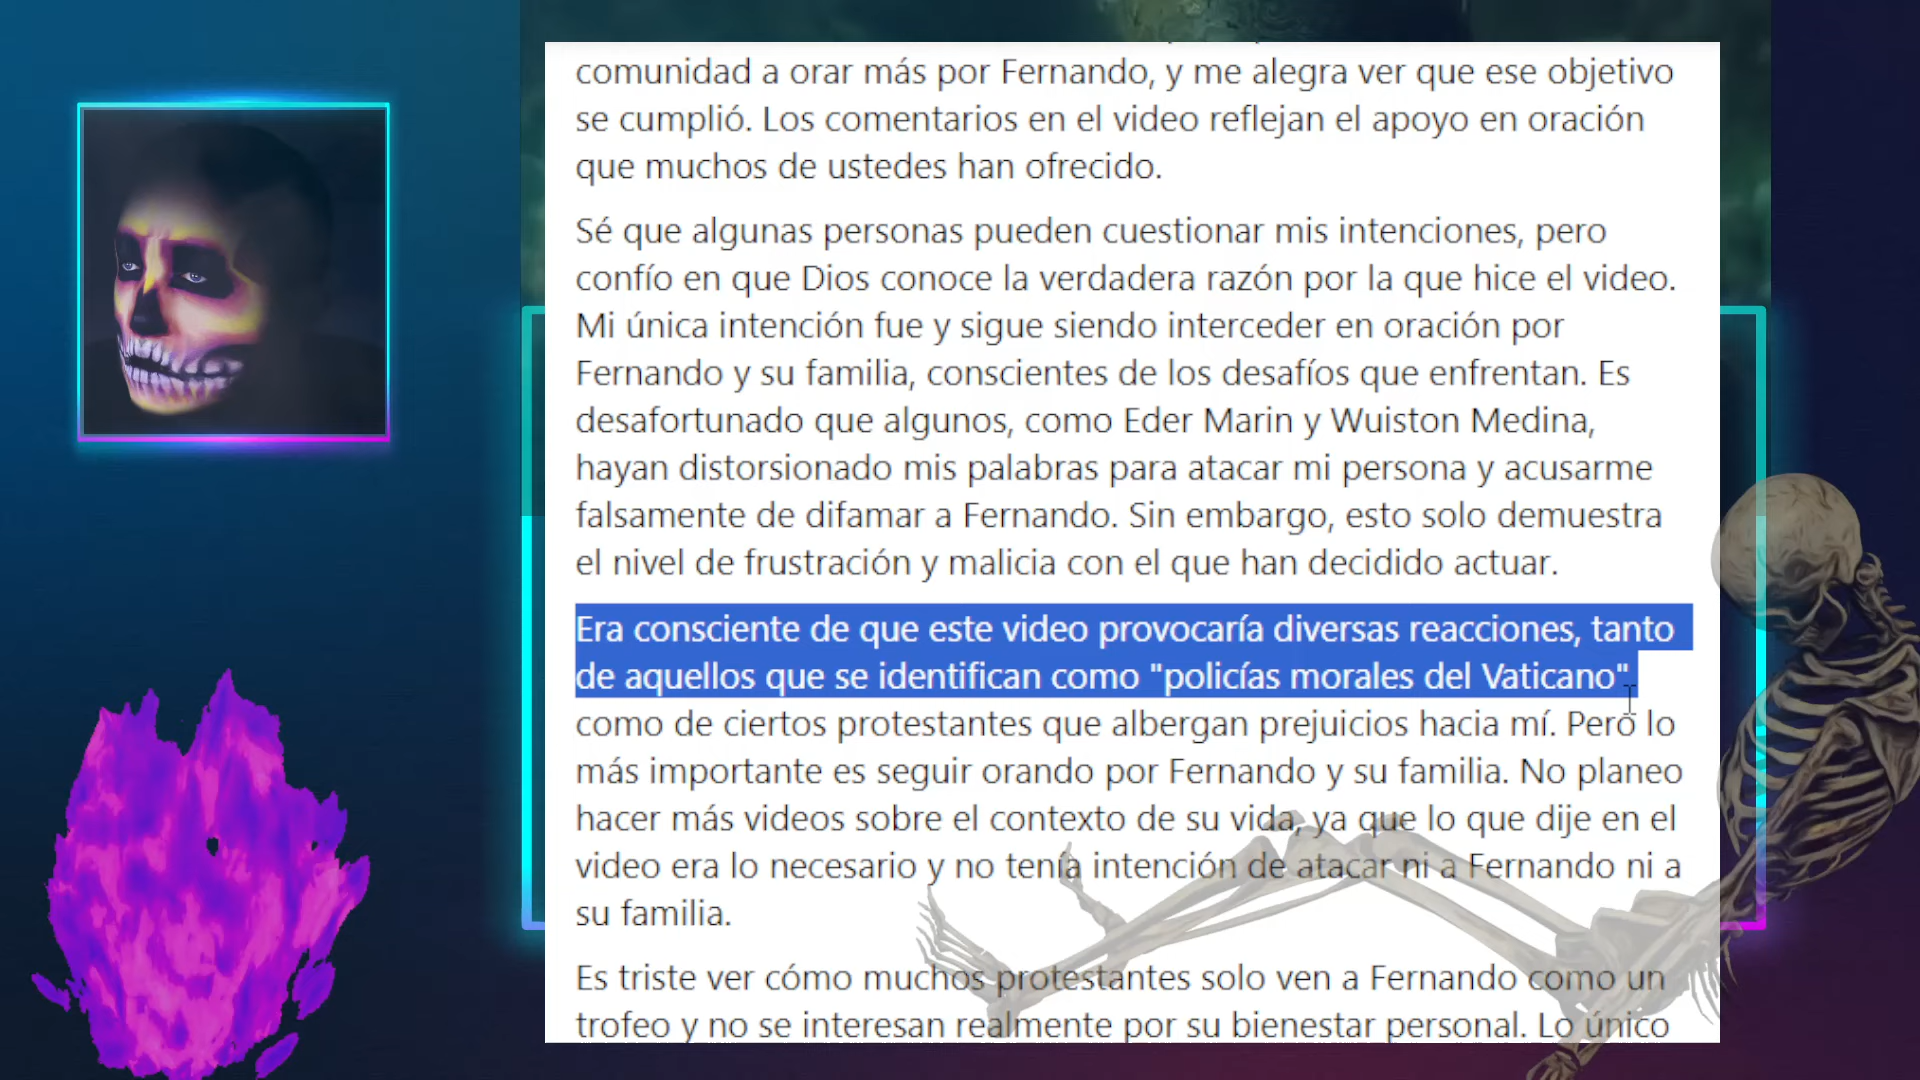 comunidad a orar más por Fernando, y me alegra ver que ese objetivo
se cumplió. Los comentarios en el video reflejan el apoyo en oración
que muchos de ustedes han ofrecido.
Sé que algunas personas pueden cuestionar mis intenciones, pero
confío en que Dios conoce la verdadera razón por la que hice el video.
Mi única intención fue y sigue siendo interceder en oración por
Fernando y su familia, conscientes de los desafíos que enfrentan. Es
desafortunado que algunos, como Eder Marin y Wuiston Medina,
hayan distorsionado mis palabras para atacar mi persona y acusarme
falsamente de difamar a Fernando. Sin embargo, esto solo demuestra
el nivel de frustración y malicia con el que han decidido actuar.
Era consciente de que este video provocaría diversas reacciones, tanto
de aquellos que se identifican como "policías morales del Vaticano"
como de ciertos protestantes que albergan prejuicios hacia mí. Pero lo
más importante es seguir orando por Fernando y su familia. No planeo
hacer más videos sobre el contexto de su vida, ya que lo que dije en el
video era lo necesario y no tenía intención de atacar ni a Fernando ni a
su familia.
Es triste ver cómo muchos protestantes solo ven a Fernando como un
trofeo y no se interesan realmente por su bienestar personal. Lo único